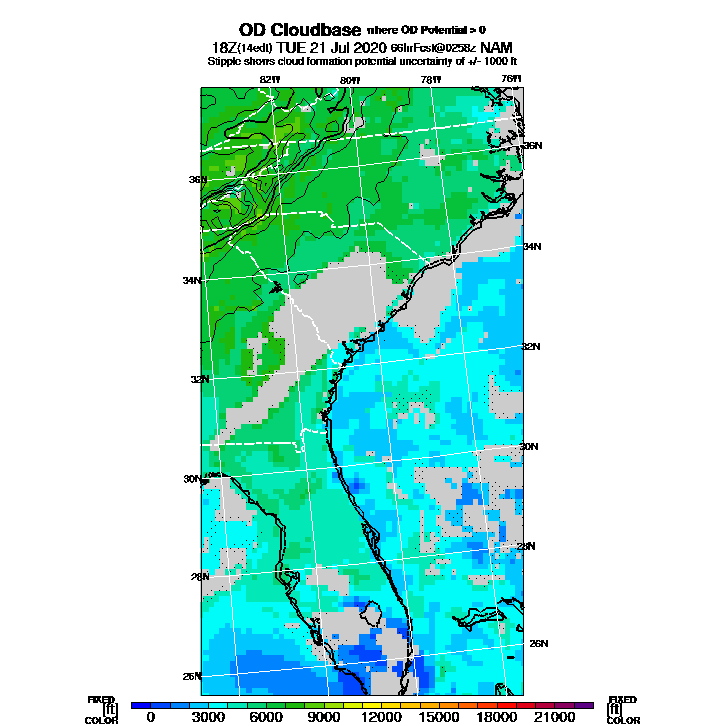 OD Cloudbase where OD Potential > 0
18Z(14edt) TUE 21 Jul 2020 66hrFcst@0258z NAM
Stipple shows cloud formation potential uncertainty of +/- 1000 ft
82W 80W 78W 76W
36N
36N
34N
34N
32N
32N
30N
30N
28N
28N
26N
26N
FIXED FIXED
[ft] 0 3000 6000 9000 12000 15000 18000 21000 [ft]
COLOR COLOR